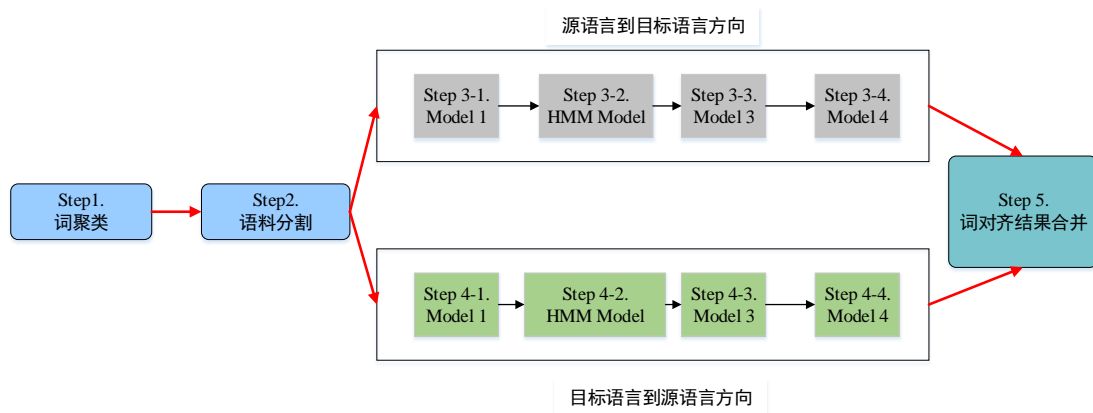 源语言到目标语言方向
Step 3-1.
Model 1
Step 3-2.
HMM Model
Step 3-3.
Model 3
Step 3-4.
Model 4
Step1.
词聚类
Step2.
语料分割
Step 5.
词对齐结果合并
Step 4-1.
Model 1
Step 4-2.
HMM Model
Step 4-3.
Model 3
Step 4-4.
Model 4
目标语言到源语言方向